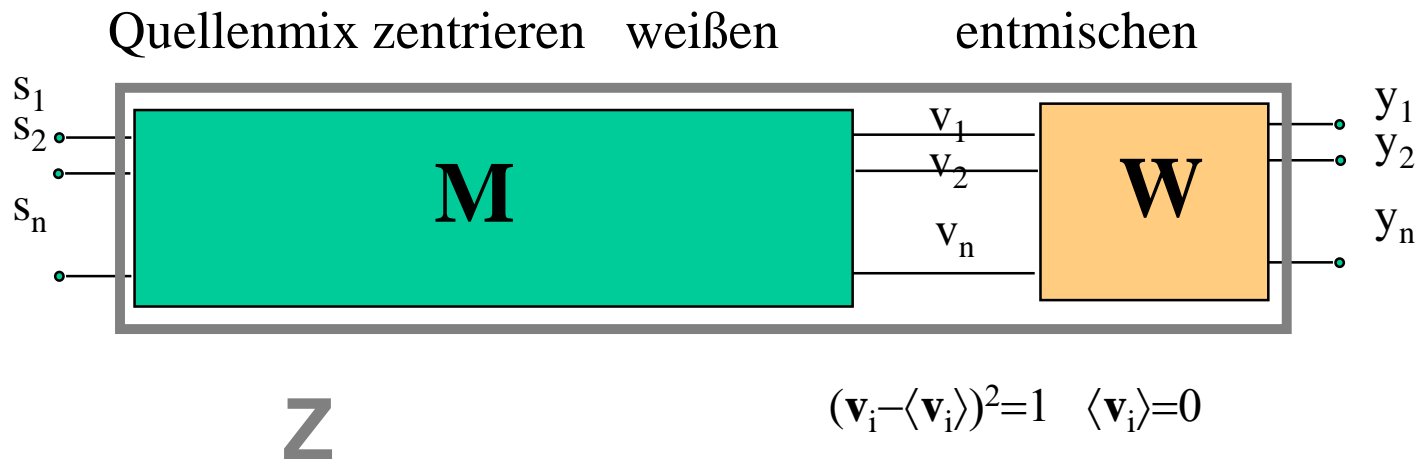 Quellenmix zentrieren weißen entmischen
s₁
s₂
sₙ
M
v₁
v₂
vₙ
W
y₁
y₂
yₙ
Z
(vᵢ–⟨vᵢ⟩)²=1 ⟨vᵢ⟩=0